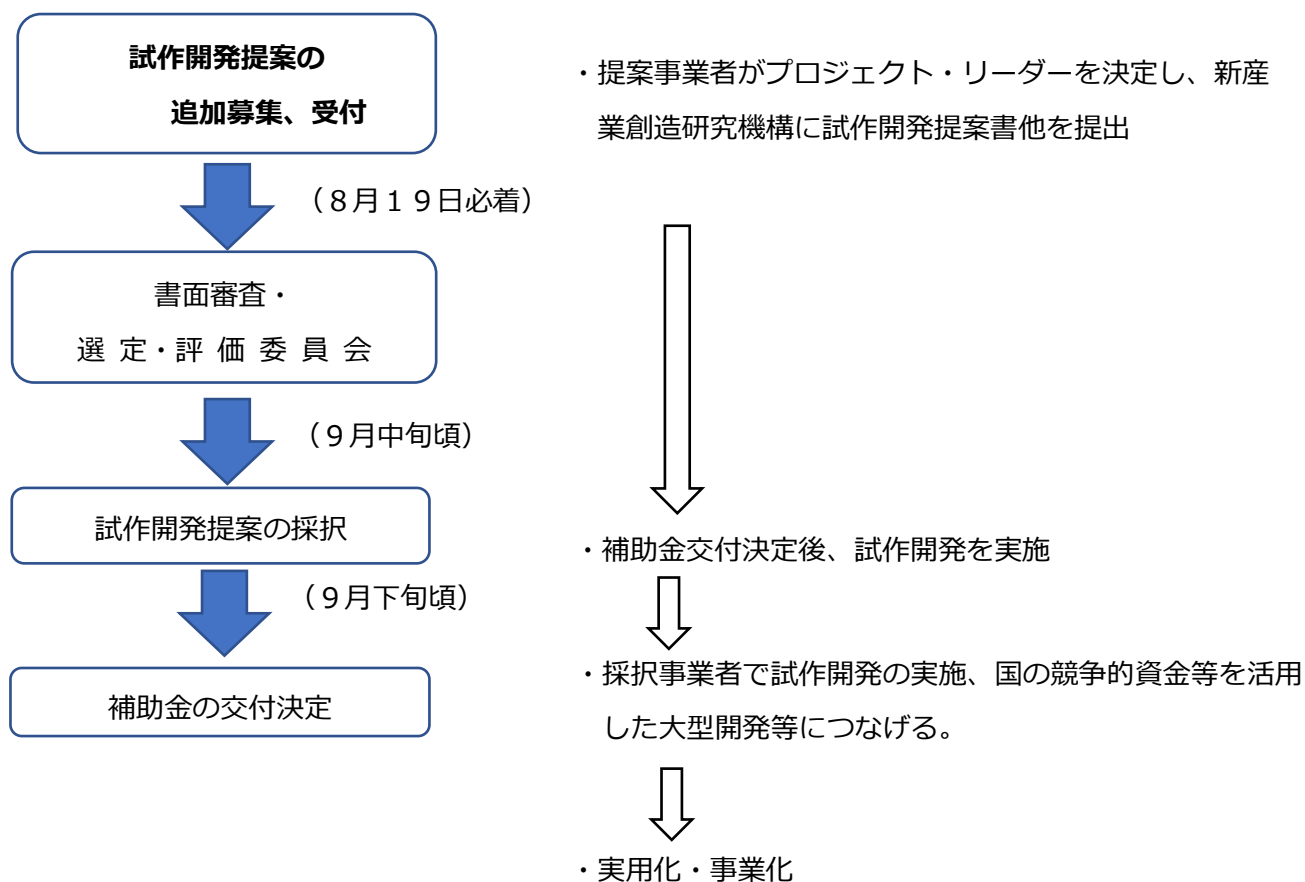 試作開発提案の
追加募集、受付
(8月19日必着)
書面審査・
選 定・評 価 委 員 会
(9月中旬頃)
試作開発提案の採択
(9月下旬頃)
補助金の交付決定
・提案事業者がプロジェクト・リーダーを決定し、新産
業創造研究機構に試作開発提案書他を提出
・補助金交付決定後、試作開発を実施
・採択事業者で試作開発の実施、国の競争的資金等を活用
した大型開発等につなげる。
・実用化・事業化